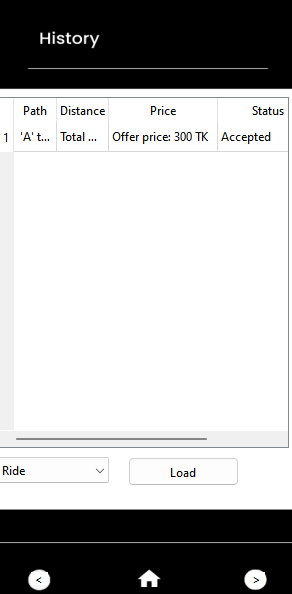 History
Path Distance Price Status
1 'A' t... Total ... Offer price: 300 TK Accepted
Ride Load
< >